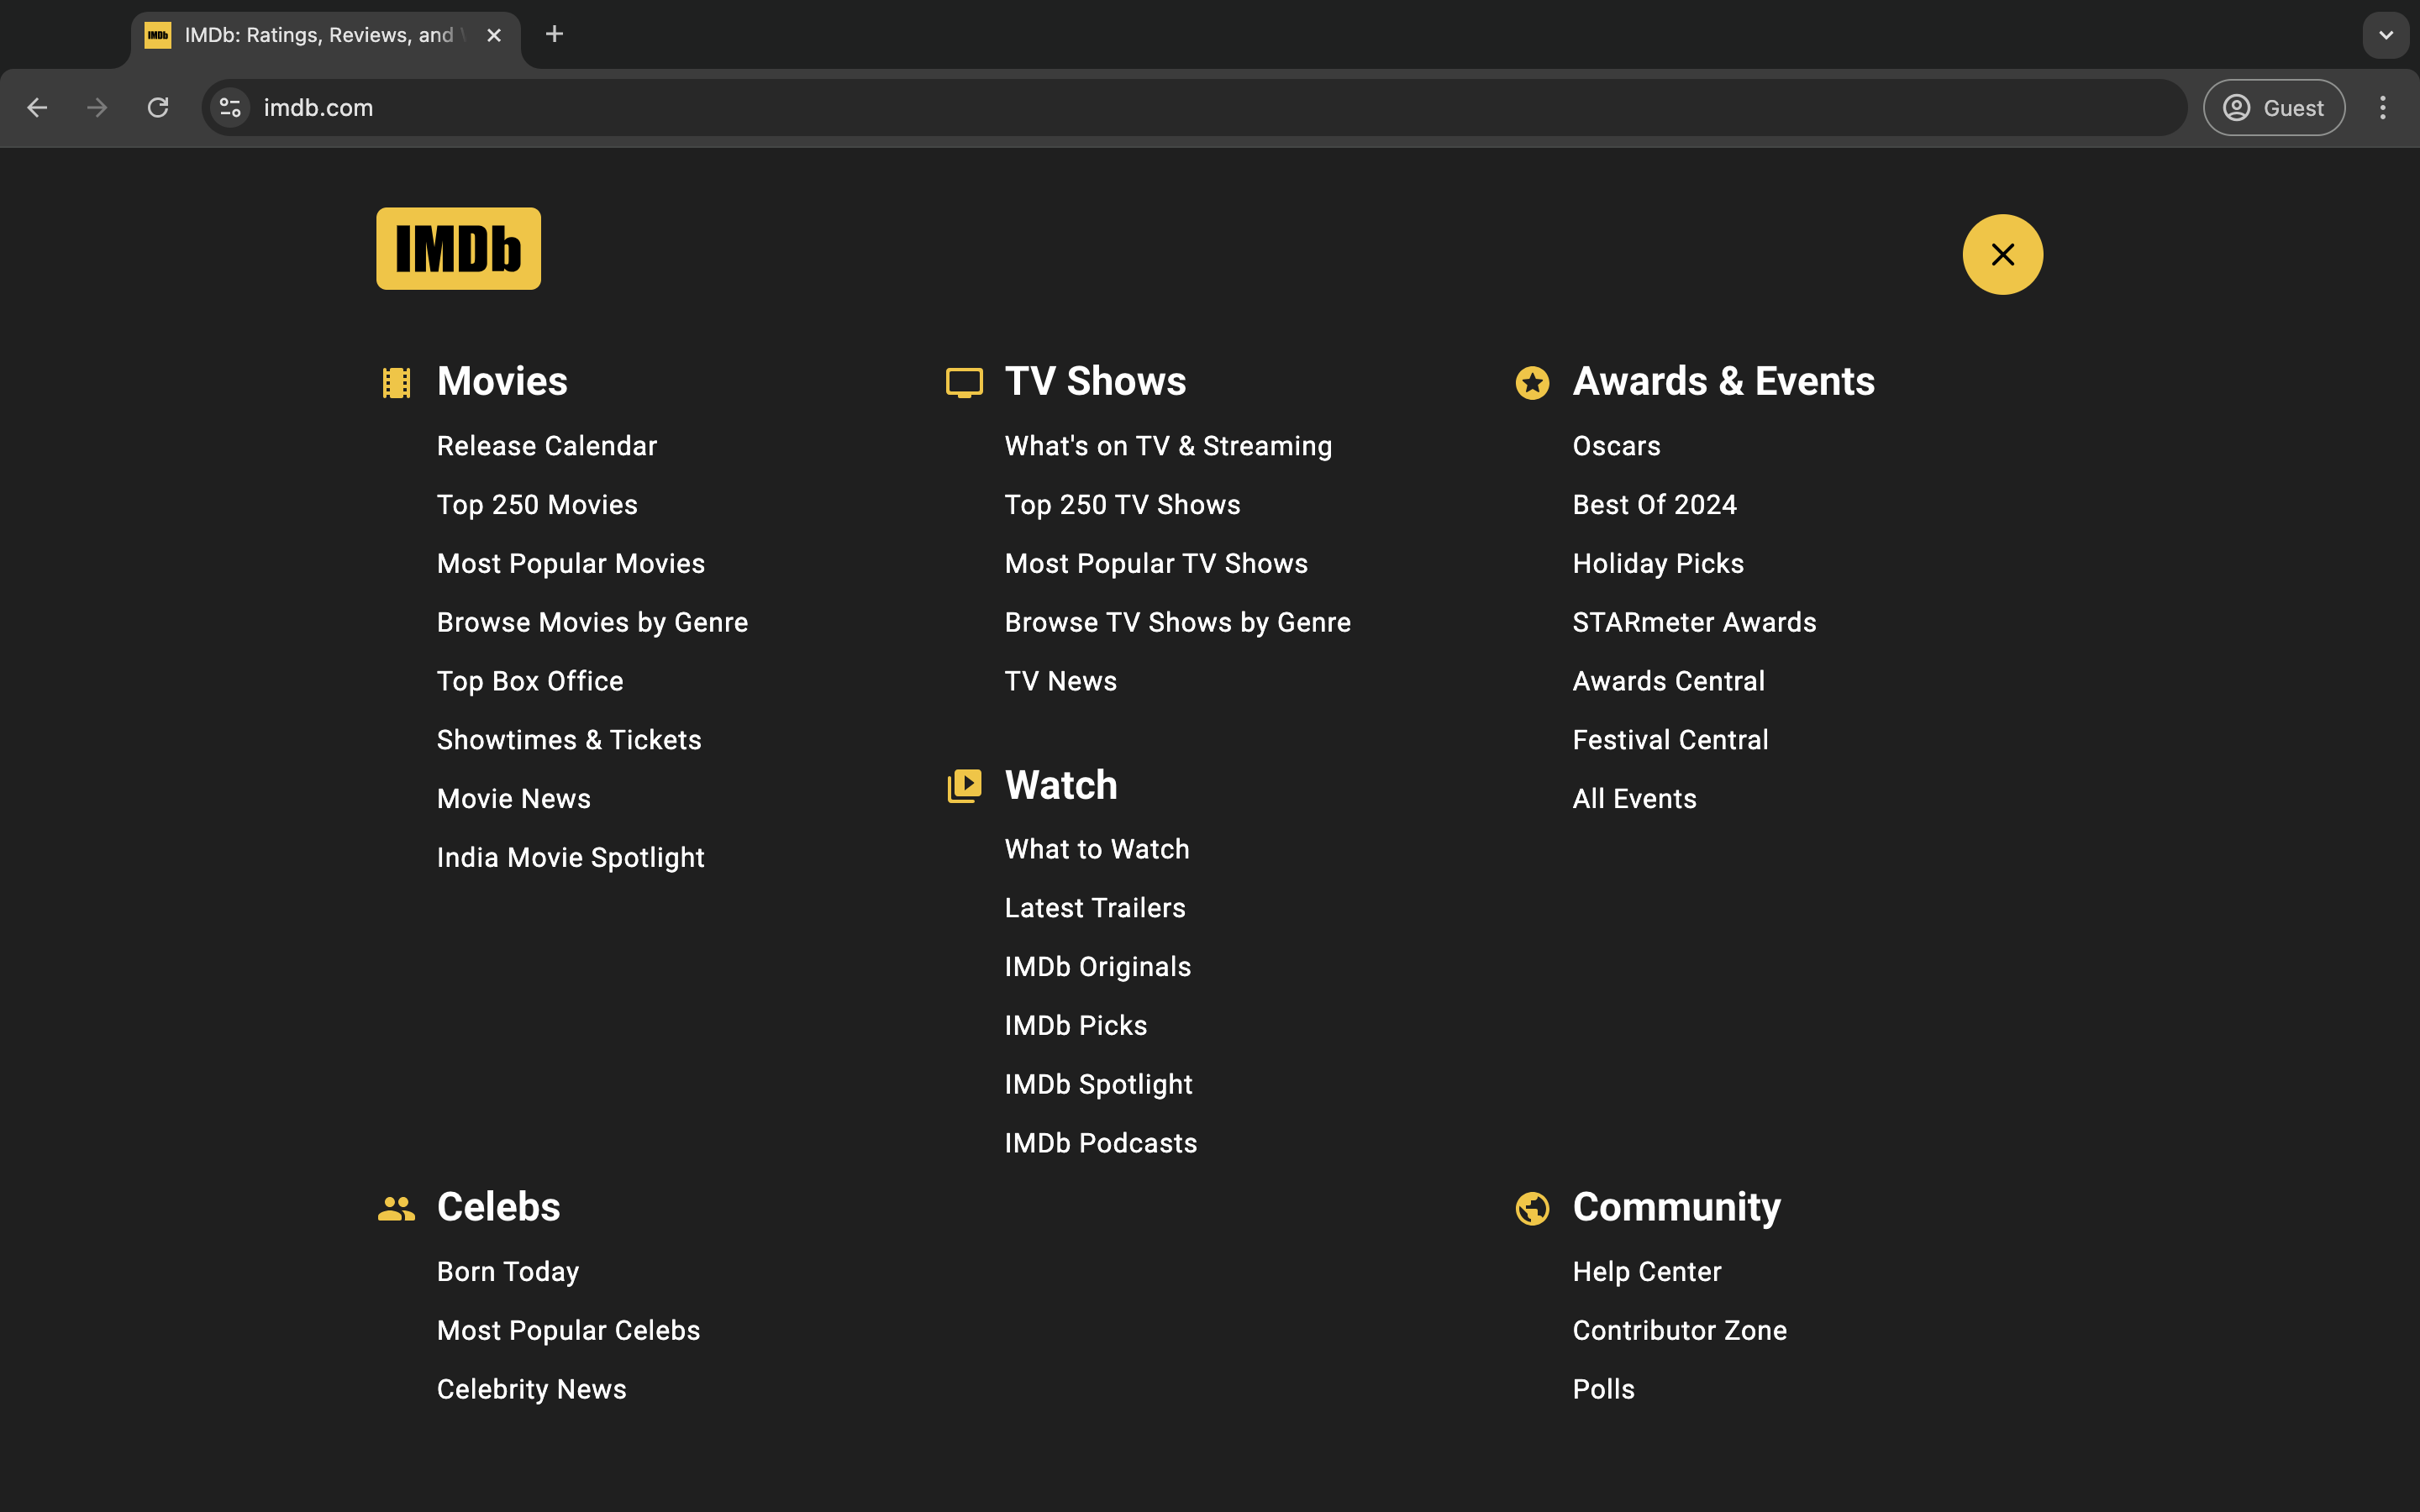 IMDb IMDb: Ratings, Reviews, and
imdb.com
Guest
IMDb
Movies
Release Calendar
Top 250 Movies
Most Popular Movies
Browse Movies by Genre
Top Box Office
Showtimes & Tickets
Movie News
India Movie Spotlight
TV Shows
What's on TV & Streaming
Top 250 TV Shows
Most Popular TV Shows
Browse TV Shows by Genre
TV News
Watch
What to Watch
Latest Trailers
IMDb Originals
IMDb Picks
IMDb Spotlight
IMDb Podcasts
Awards & Events
Oscars
Best Of 2024
Holiday Picks
STARmeter Awards
Awards Central
Festival Central
All Events
Celebs
Born Today
Most Popular Celebs
Celebrity News
Community
Help Center
Contributor Zone
Polls